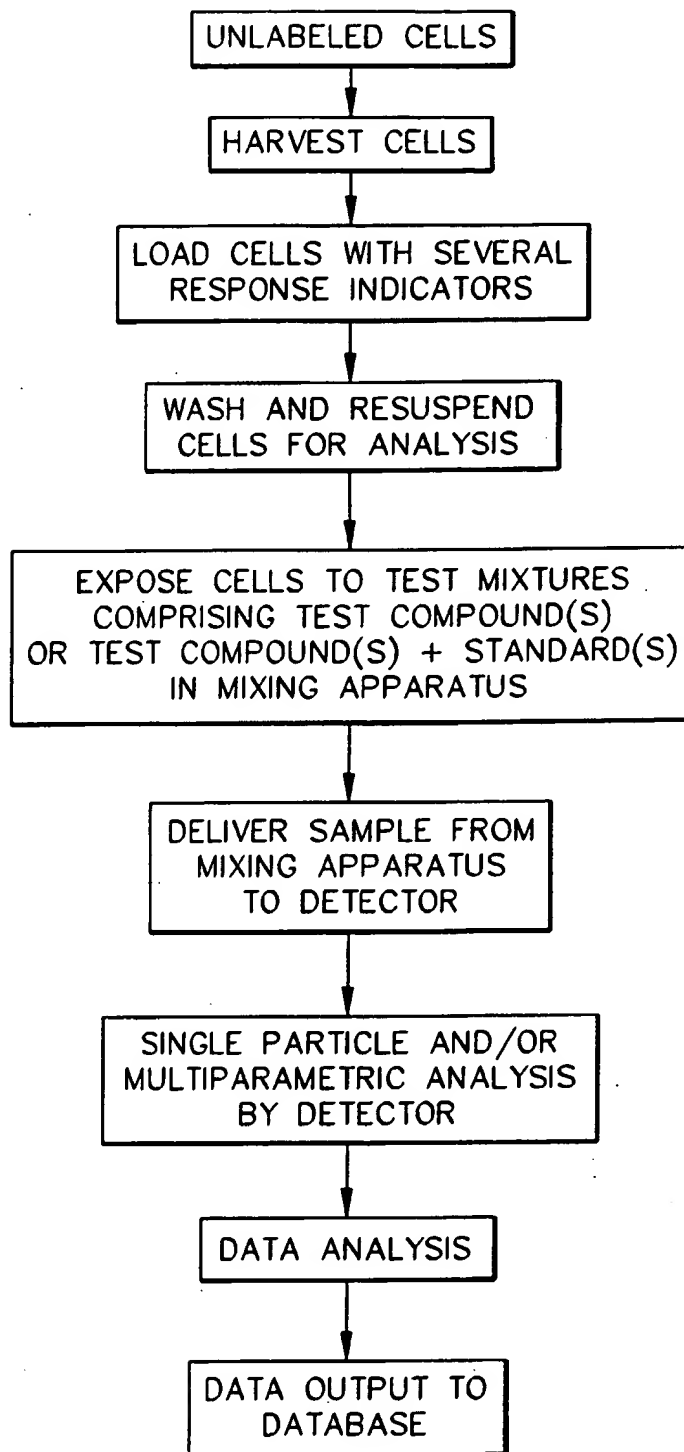 UNLABELED CELLS
HARVEST CELLS
LOAD CELLS WITH SEVERAL
RESPONSE INDICATORS
WASH AND RESUSPEND
CELLS FOR ANALYSIS
EXPOSE CELLS TO TEST MIXTURES
COMPRISING TEST COMPOUND(S)
OR TEST COMPOUND(S) + STANDARD(S)
IN MIXING APPARATUS
DELIVER SAMPLE FROM
MIXING APPARATUS
TO DETECTOR
SINGLE PARTICLE AND/OR
MULTIPARAMETRIC ANALYSIS
BY DETECTOR
DATA ANALYSIS
DATA OUTPUT TO
DATABASE